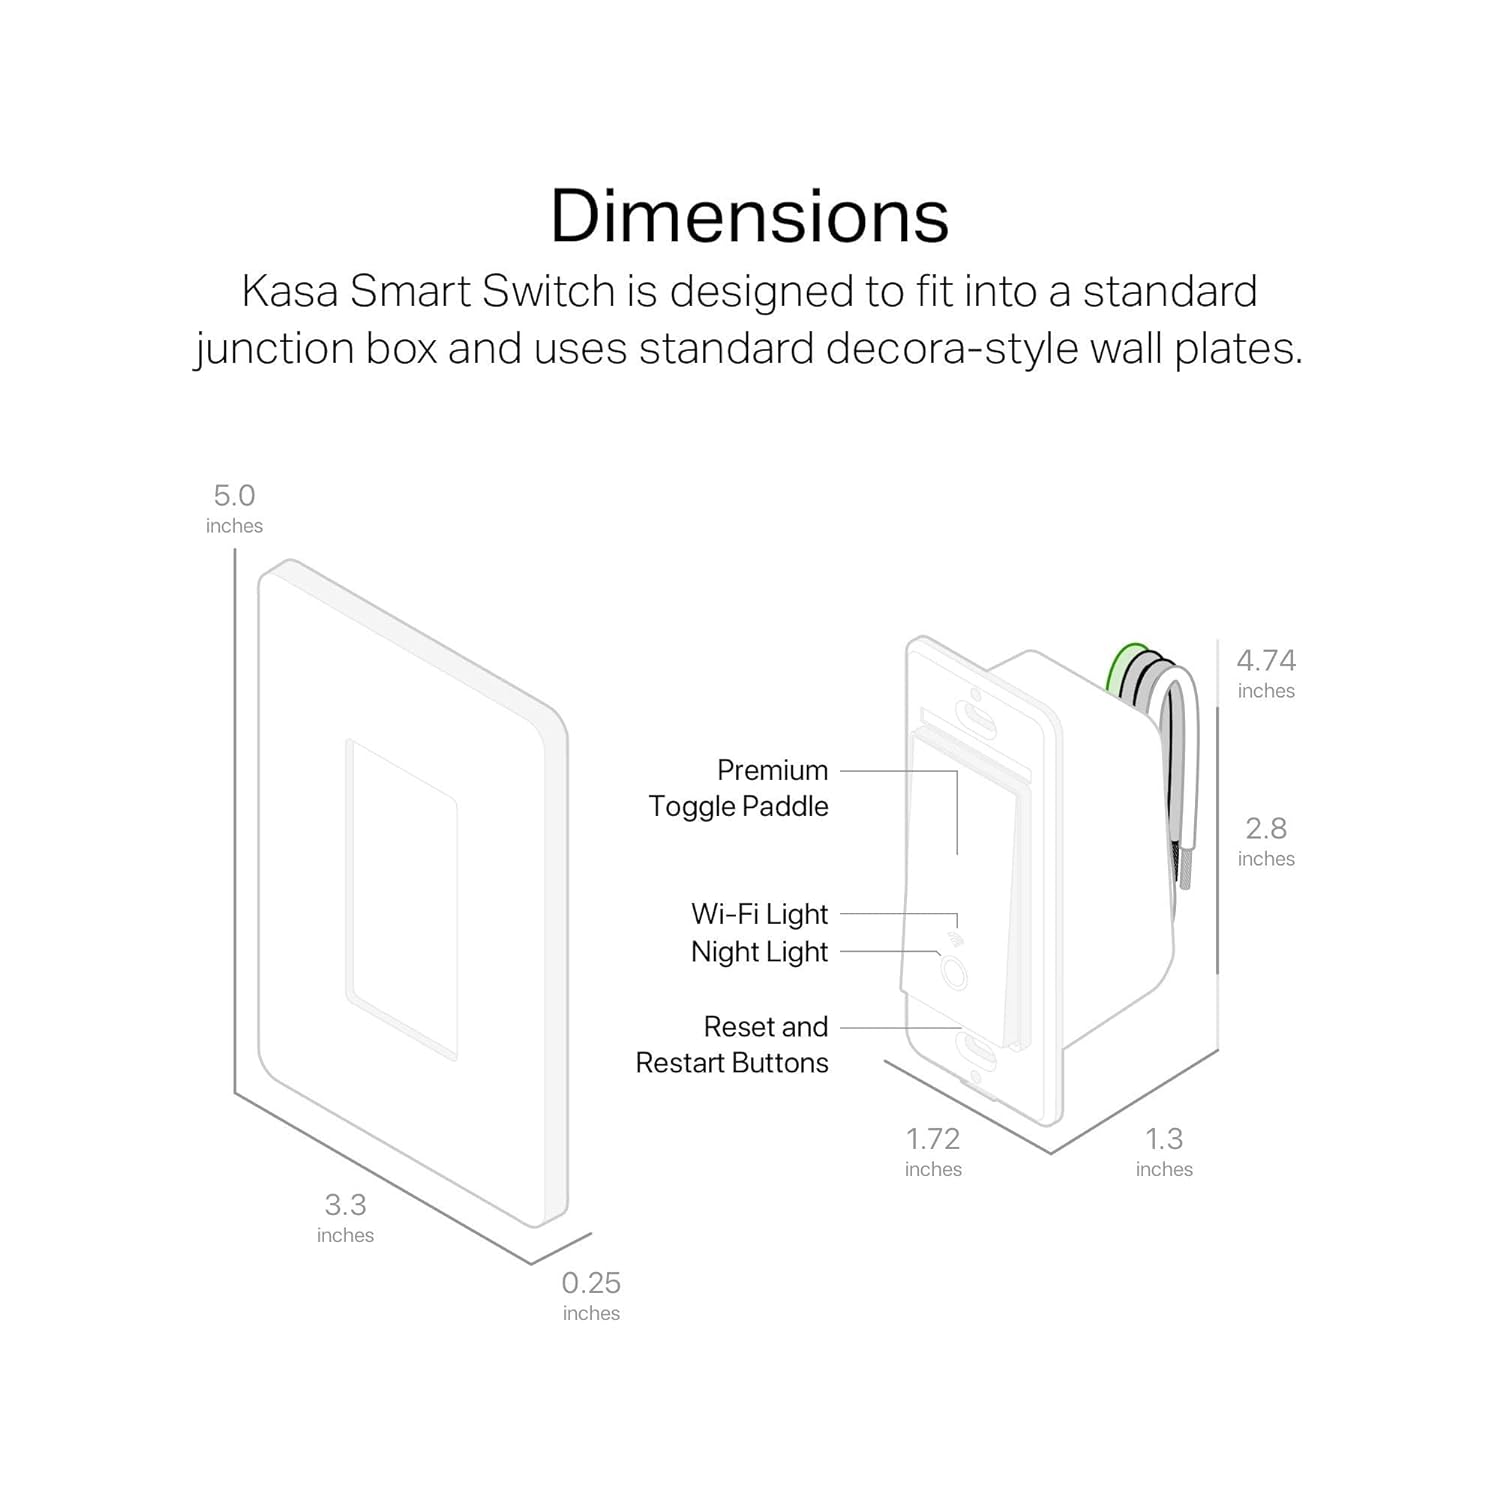 Dimensions
Kasa Smart Switch is designed to fit into a standard
junction box and uses standard decora-style wall plates.
5.0
inches
3.3
inches
0.25
inches
Premium
Toggle Paddle
Wi-Fi Light
Night Light
Reset and
Restart Buttons
4.74
inches
2.8
inches
1.72
inches
1.3
inches